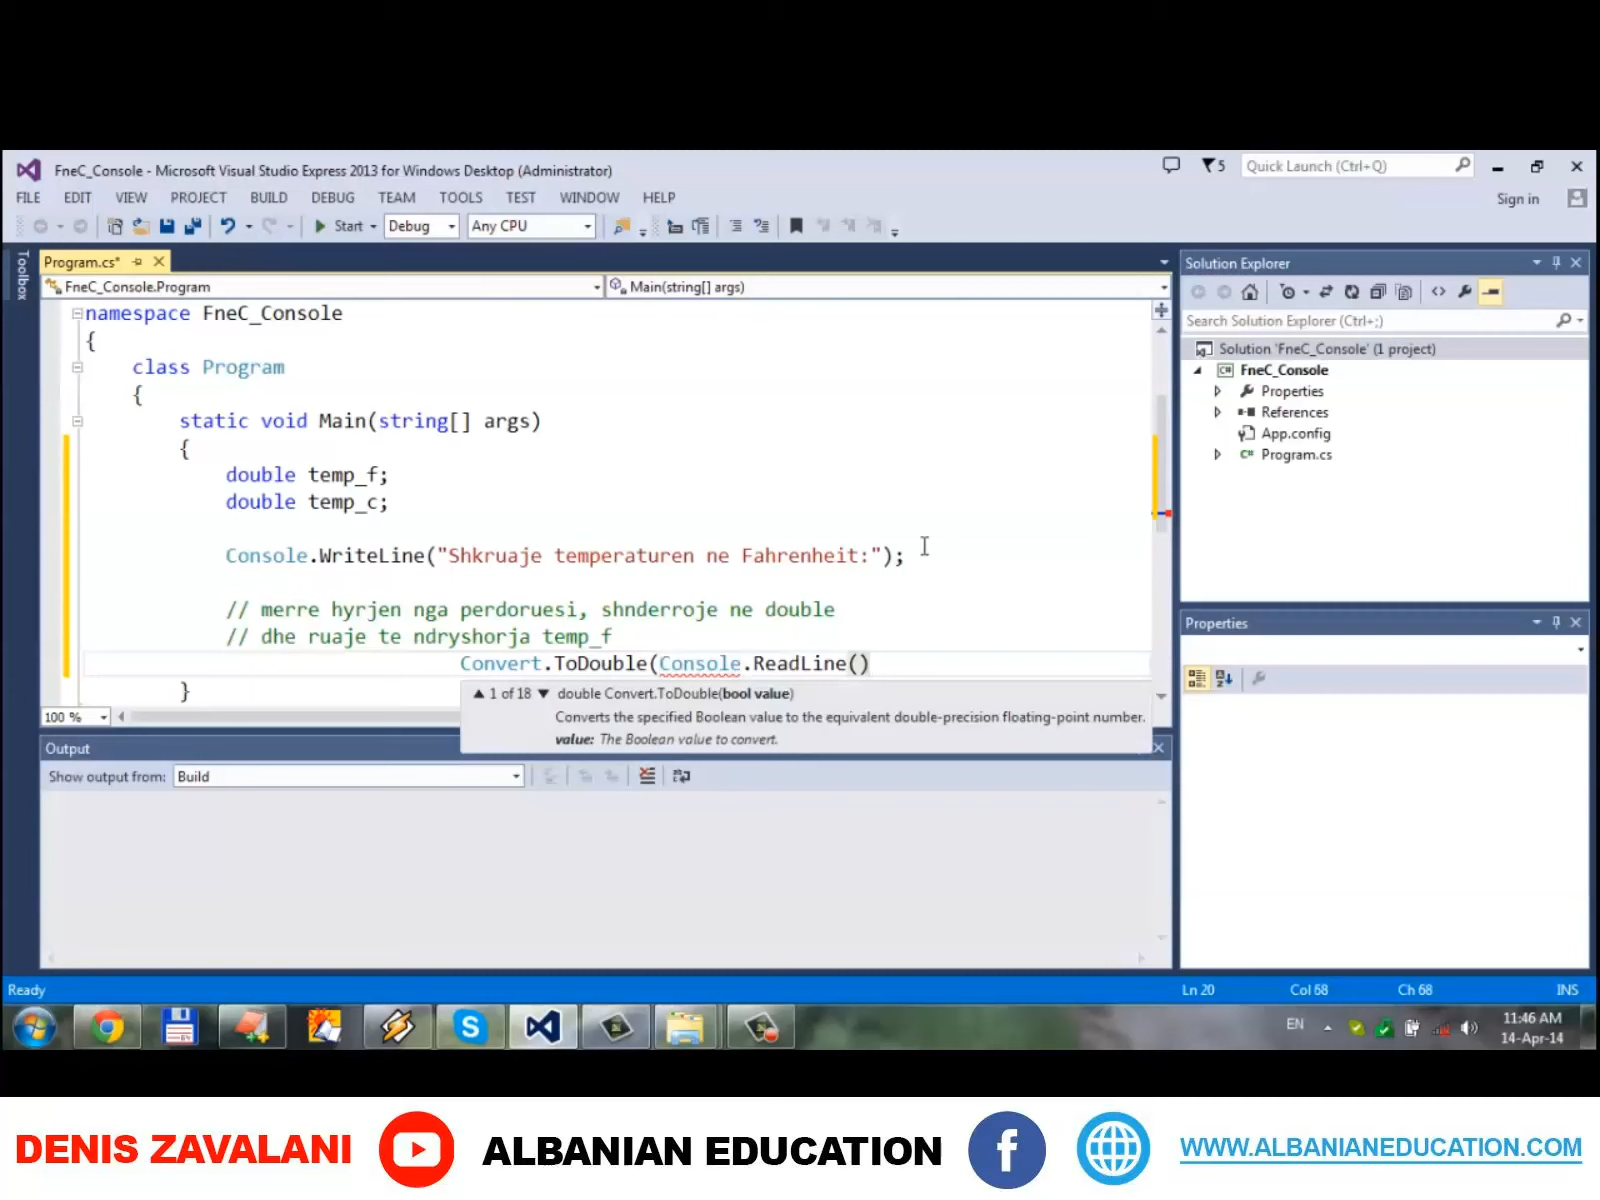 FneC_Console - Microsoft Visual Studio Express 2013 for Windows Desktop (Administrator)
5
Quick Launch (Ctrl+Q)
FILE EDIT VIEW PROJECT BUILD DEBUG TEAM TOOLS TEST WINDOW HELP
Sign in
Start Debug Any CPU
Toolbox
Program.cs*
FneC_Console.Program
Main(string[] args)
namespace FneC_Console
{
class Program
{
static void Main(string[] args)
{
double temp_f;
double temp_c;
Console.WriteLine("Shkruaje temperaturen ne Fahrenheit:");
// merre hyrjen nga perdoruesi, shnderroje ne double
// dhe ruaje te ndryshorja temp_f
Convert.ToDouble(Console.ReadLine()
}
1 of 18 double Convert.ToDouble(bool value)
Converts the specified Boolean value to the equivalent double-precision floating-point number.
value: The Boolean value to convert.
100 %
Output
Show output from: Build
Solution Explorer
Search Solution Explorer (Ctrl+;)
Solution 'FneC_Console' (1 project)
C# FneC_Console
Properties
References
App.config
C# Program.cs
Properties
Ready
Ln 20 Col 68 Ch 68 INS
EN
11:46 AM
14-Apr-14
DENIS ZAVALANI
ALBANIAN EDUCATION
WWW.ALBANIANEDUCATION.COM